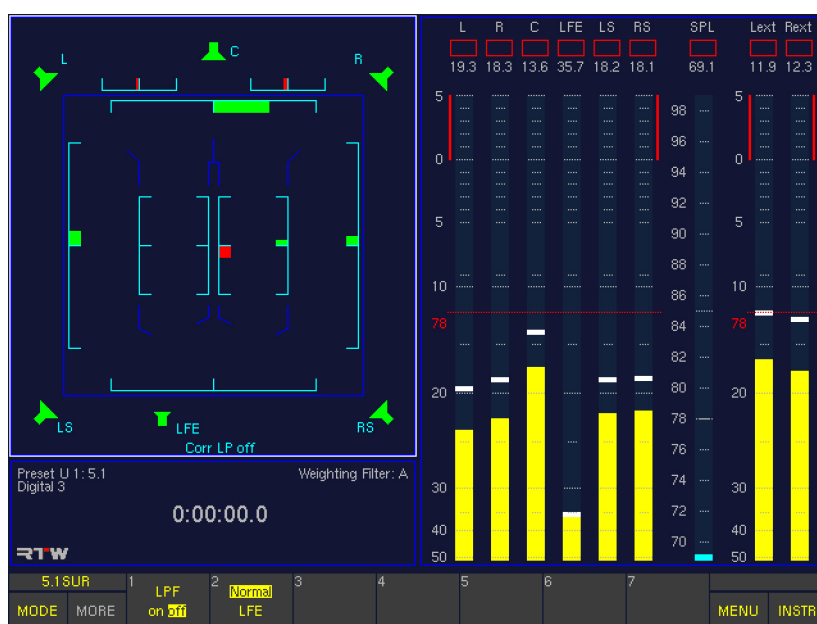 L R C LFE LS RS SPL Lext Rext
19.3 18.3 13.6 35.7 18.2 18.1 69.1 11.9 12.3
C
L
R
LS
LFE
RS
Corr LP off
5
0
5
10
78
20
30
40
50
98
96
94
92
90
88
86
84
82
80
78
76
74
72
70
5
0
5
10
78
20
30
40
50
Preset U 1: 5.1 Weighting Filter: A
Digital 3
0:00:00.0
RTW
5.1SUR 1 LPF 2 Normal 3 4 5 6 7
MODE MORE on off LFE MENU INSTR